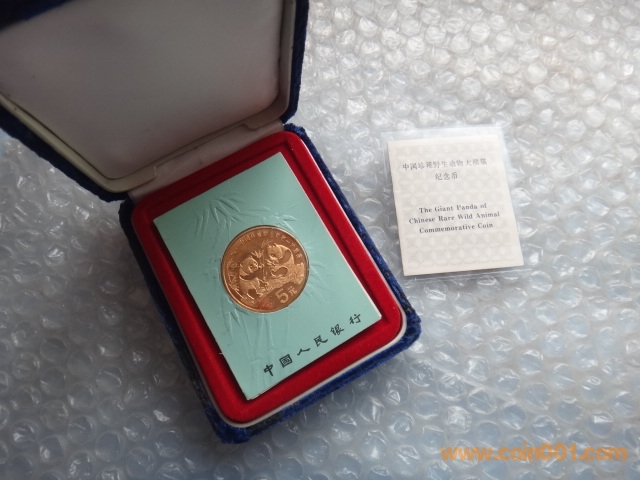 中国珍稀野生动物大熊猫
纪念币
The Giant Panda of
Chinese Rare Wild Animal
Commemorative Coin
5元
中國人民银行
www.coin001.com